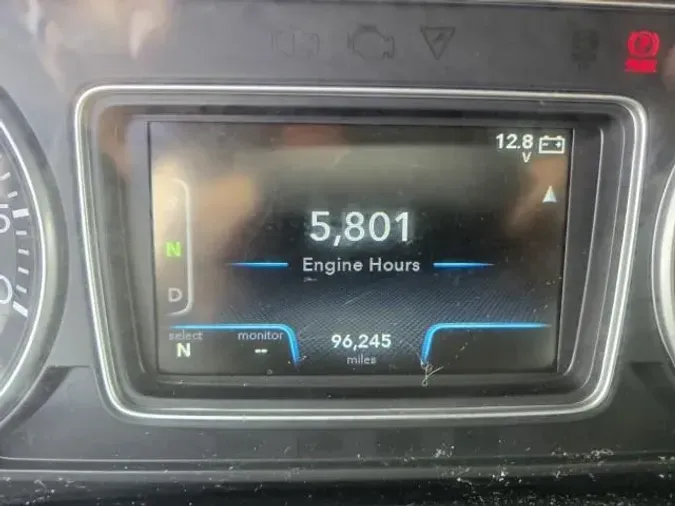 12.8
V
5,801
Engine Hours
N
D
select
N
monitor
--
96,245
miles